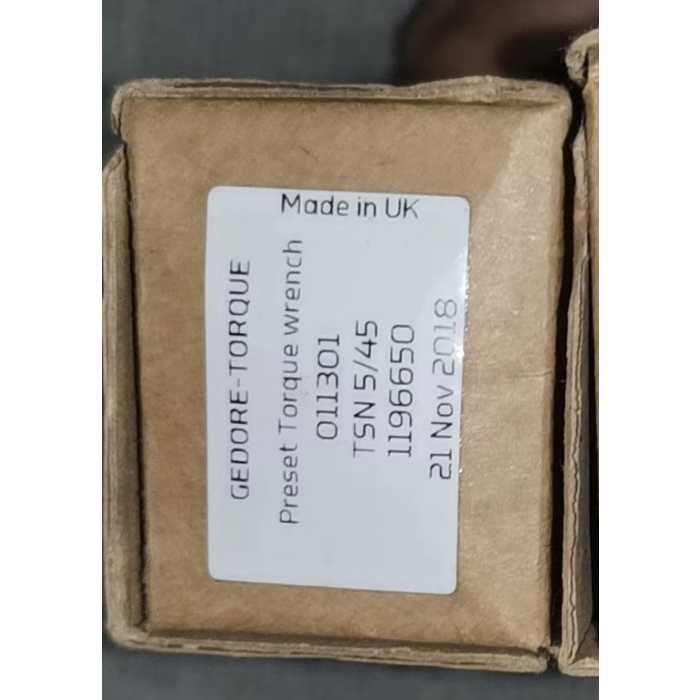 Made in UK
GEDORE-TORQUE
Preset Torque wrench
011301
TSN 5/45
1196650
21 Nov 2018